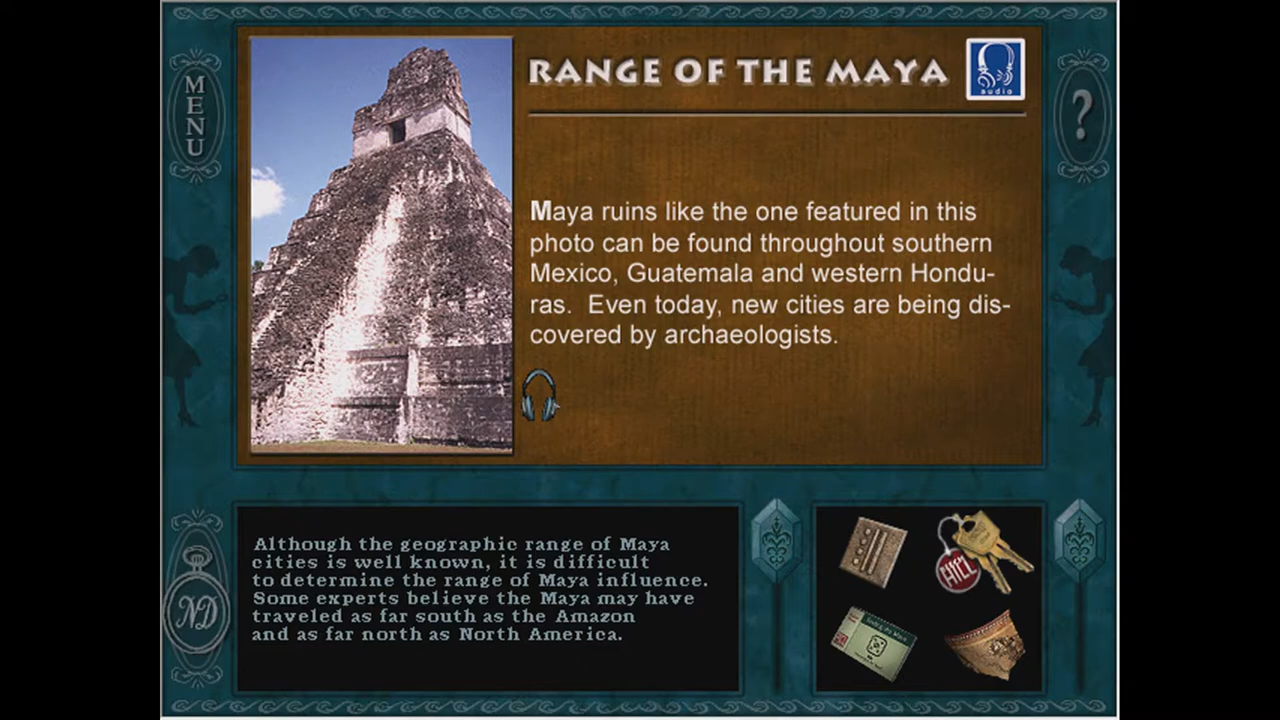 MENU
RANGE OF THE MAYA
audio
?
Maya ruins like the one featured in this
photo can be found throughout southern
Mexico, Guatemala and western Hondu-
ras.  Even today, new cities are being dis-
covered by archaeologists.
Although the geographic range of Maya
cities is well known, it is difficult
to determine the range of Maya influence.
Some experts believe the Maya may have
traveled as far south as the Amazon
and as far north as North America.
ND